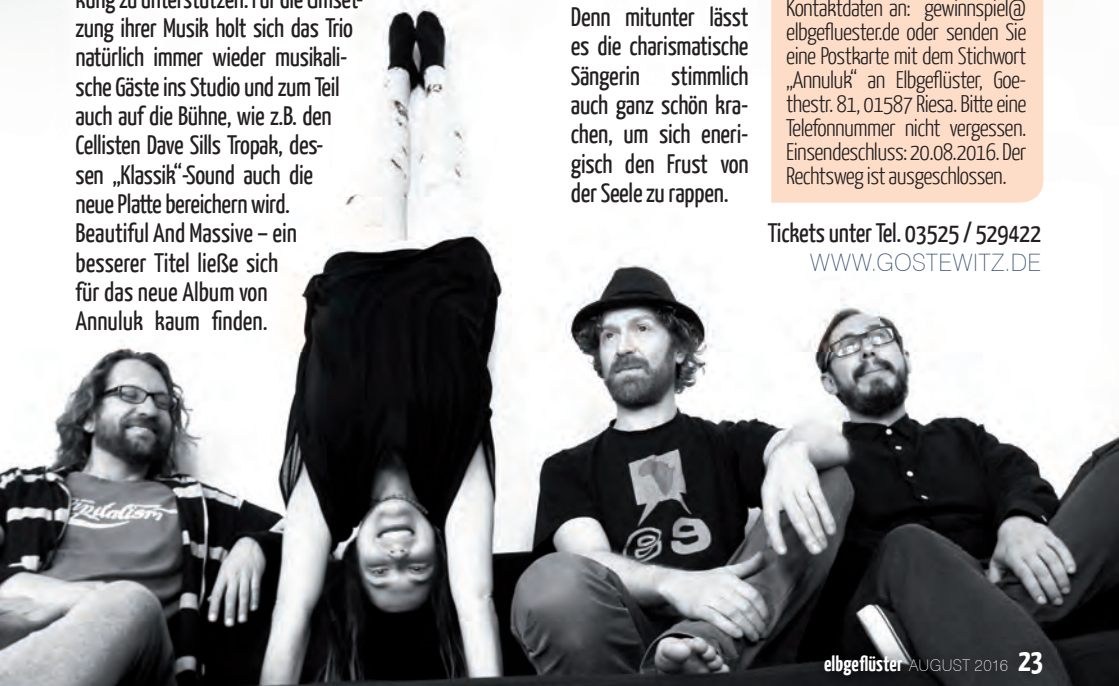 kung zu unterstützen. Für die Umset-
zung ihrer Musik holt sich das Trio
natürlich immer wieder musikali-
sche Gäste ins Studio und zum Teil
auch auf die Bühne, wie z.B. den
Cellisten Dave Sills Tropak, des-
sen „Klassik“-Sound auch die
neue Platte bereichern wird.
Beautiful And Massive – ein
besserer Titel ließe sich
für das neue Album von
Annuluk kaum finden.
Denn mitunter lässt
es die charismatische
Sängerin stimmlich
auch ganz schön kra-
chen, um sich eneri-
gisch den Frust von
der Seele zu rappen.
Kontaktdaten an: gewinnspiel@
elbgefluester.de oder senden Sie
eine Postkarte mit dem Stichwort
„Annuluk“ an Elbgeflüster, Goe-
thestr. 81, 01587 Riesa. Bitte eine
Telefonnummer nicht vergessen.
Einsendeschluss: 20.08.2016. Der
Rechtsweg ist ausgeschlossen.
Tickets unter Tel. 03525 / 529422
WWW.GOSTEWITZ.DE
elbgeflüster AUGUST 2016 23